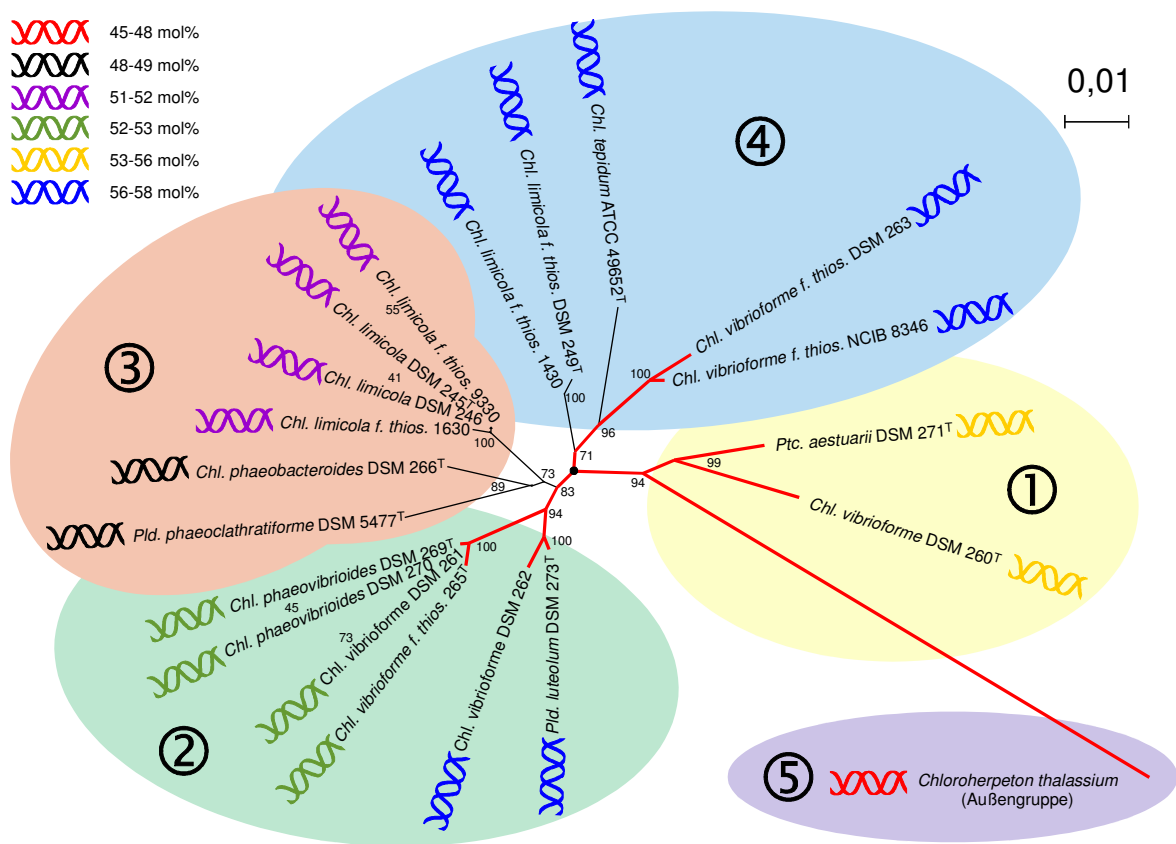 45-48 mol%
48-49 mol%
51-52 mol%
52-53 mol%
53-56 mol%
56-58 mol%
0,01
④
Chl. tepidum ATCC 49652ᵀ
Chl. limicola f. thios. DSM 249ᵀ
Chl. limicola f. thios. 1430
Chl. vibrioforme f. thios. DSM 263
Chl. vibrioforme f. thios. NCIB 8346
100
100
96
71
③
Chl. limicola f. thios. 9330
55
Chl. limicola DSM 245ᵀ
41
Chl. limicola DSM 246
Chl. limicola f. thios. 1630
100
Chl. phaeobacteroides DSM 266ᵀ
73
89
83
Pld. phaeoclathratiforme DSM 5477ᵀ
①
Ptc. aestuarii DSM 271ᵀ
99
94
Chl. vibrioforme DSM 260ᵀ
94
100
100
Chl. phaeovibrioides DSM 269ᵀ
45
Chl. phaeovibrioides DSM 270
73
Chl. vibrioforme DSM 261
Chl. vibrioforme f. thios. 265ᵀ
Chl. vibrioforme DSM 262
Pld. luteolum DSM 273ᵀ
②
⑤
Chloroherpeton thalassium
(Außengruppe)